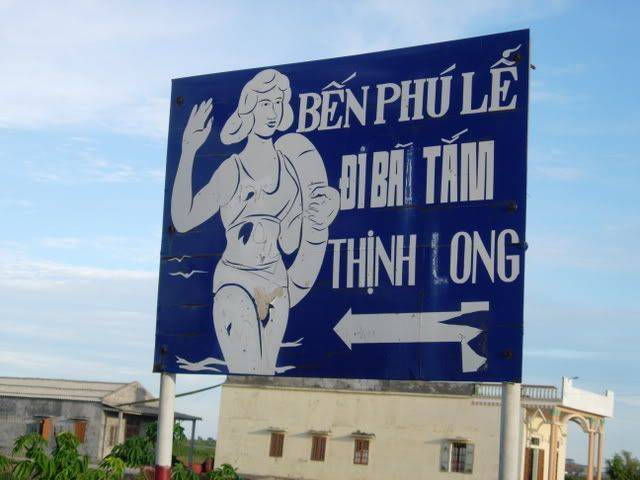 BẾN PHÚ LỄ
ĐI BÃI TẮM
THỊNH LONG